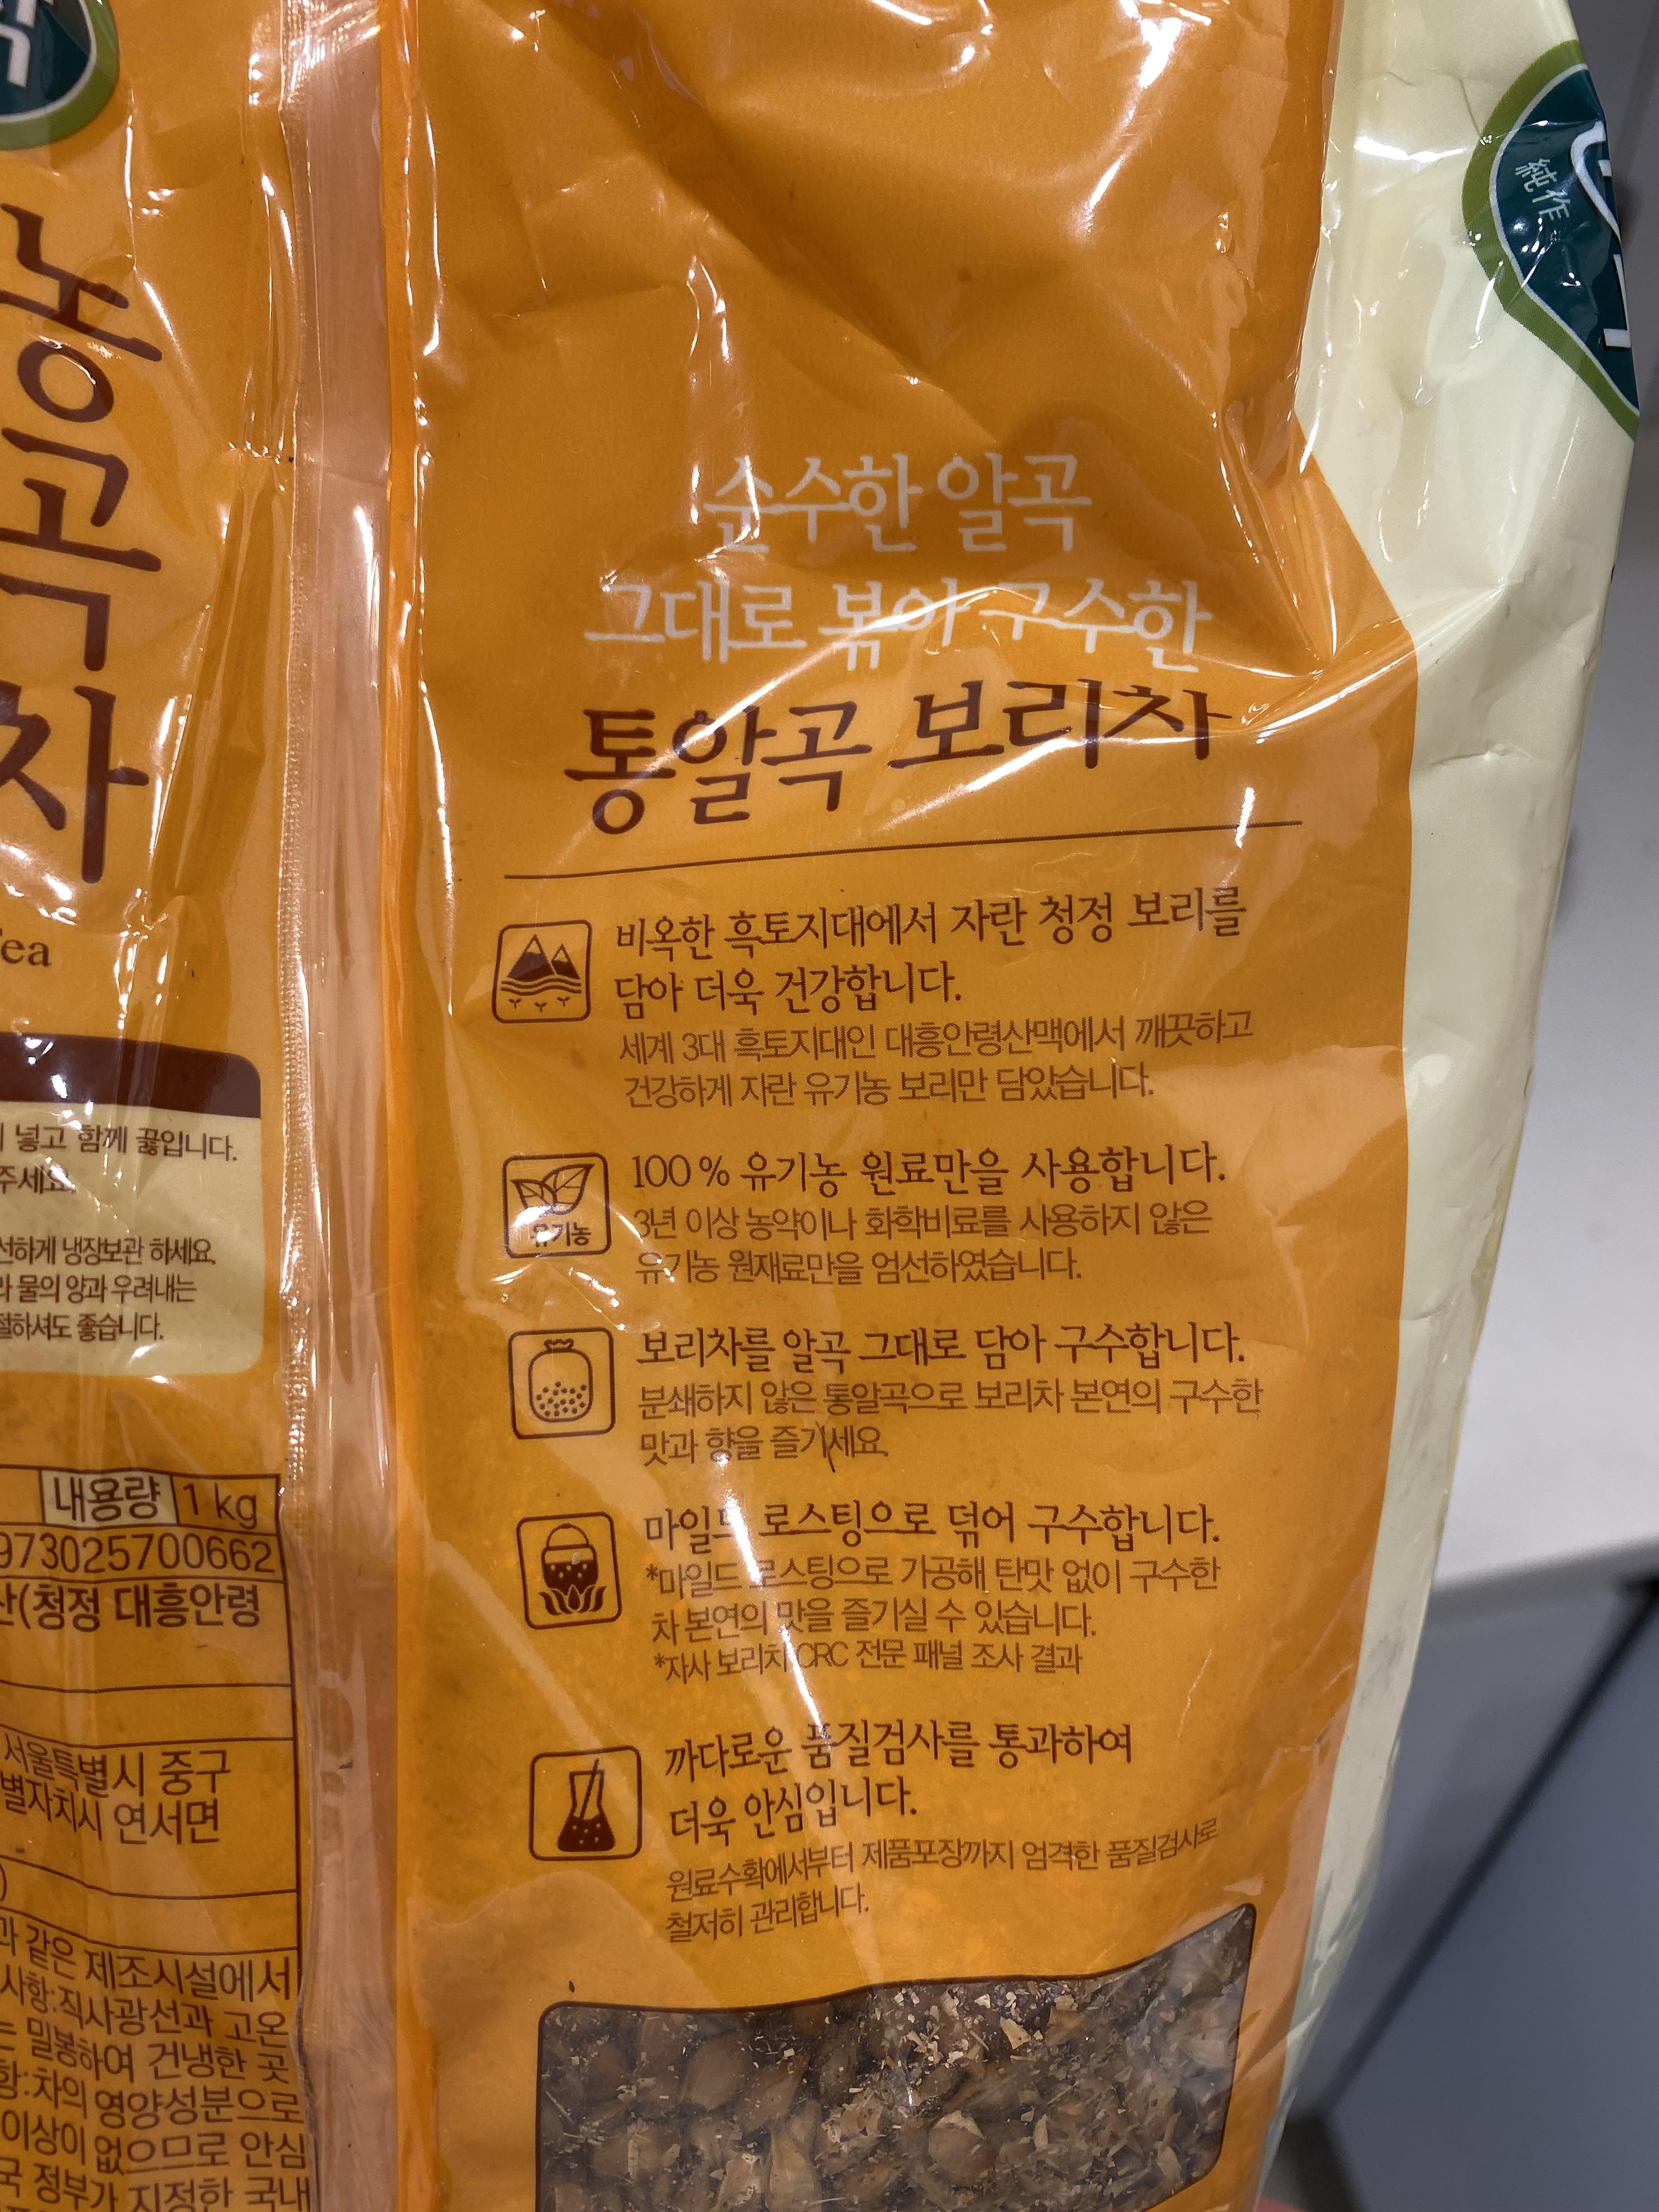 농
곡
차
ea
넣고 함께 끓입니다.
주세요.
선하게 냉장보관 하세요.
물의 양과 우려내는
절하셔도 좋습니다.
내용량 1 kg
973025700662
산(청정 대흥안령
서울특별시 중구
별자치시 연서면
과 같은 제조시설에서
사항:직사광선과 고온
는 밀봉하여 건냉한 곳
항:차의 영양성분으로
이상이 없으므로 안심
국 정부가 지정한 국내
순수한 알곡
그대로 볶아 구수한
통알곡 보리차
비옥한 흑토지대에서 자란 청정 보리를
담아 더욱 건강합니다.
세계 3대 흑토지대인 대흥안령산맥에서 깨끗하고
건강하게 자란 유기농 보리만 담았습니다.
유기농
100 % 유기농 원료만을 사용합니다.
3년 이상 농약이나 화학비료를 사용하지 않은
유기농 원재료만을 엄선하였습니다.
보리차를 알곡 그대로 담아 구수합니다.
분쇄하지 않은 통알곡으로 보리차 본연의 구수한
맛과 향을 즐기세요.
마일드 로스팅으로 덖어 구수합니다.
*마일드 로스팅으로 가공해 탄맛 없이 구수한
차 본연의 맛을 즐기실 수 있습니다.
*자사 보리차 CRC 전문 패널 조사 결과
까다로운 품질검사를 통과하여
더욱 안심입니다.
원료수확에서부터 제품포장까지 엄격한 품질검사로
철저히 관리합니다.
純作